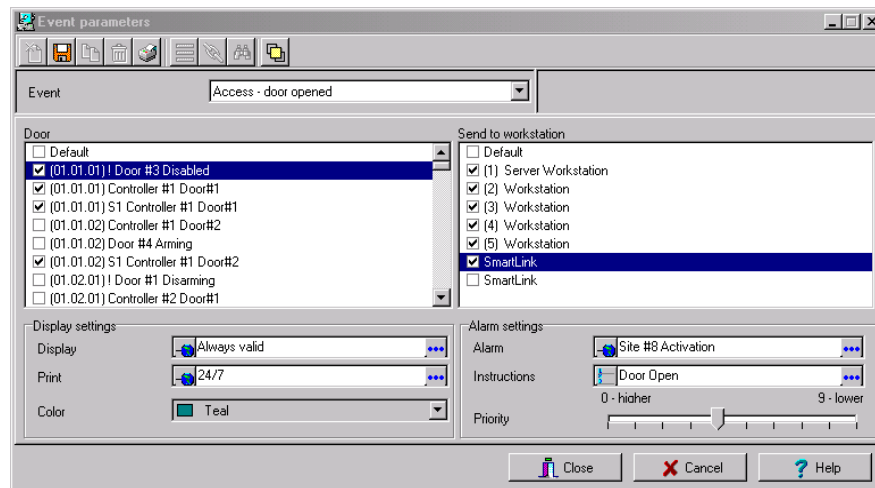 Event parameters
Event Access - door opened
Door
Default
(01.01.01) ! Door #3 Disabled
(01.01.01) Controller #1 Door#1
(01.01.01) S1 Controller #1 Door#1
(01.01.02) Controller #1 Door#2
(01.01.02) Door #4 Arming
(01.01.02) S1 Controller #1 Door#2
(01.02.01) ! Door #1 Disarming
(01.02.01) Controller #2 Door#1
Send to workstation
Default
(1) Server Workstation
(2) Workstation
(3) Workstation
(4) Workstation
(5) Workstation
SmartLink
SmartLink
Display settings
Display Always valid
Print 24/7
Color Teal
Alarm settings
Alarm Site #8 Activation
Instructions Door Open
0 - higher 9 - lower
Priority
Close Cancel Help